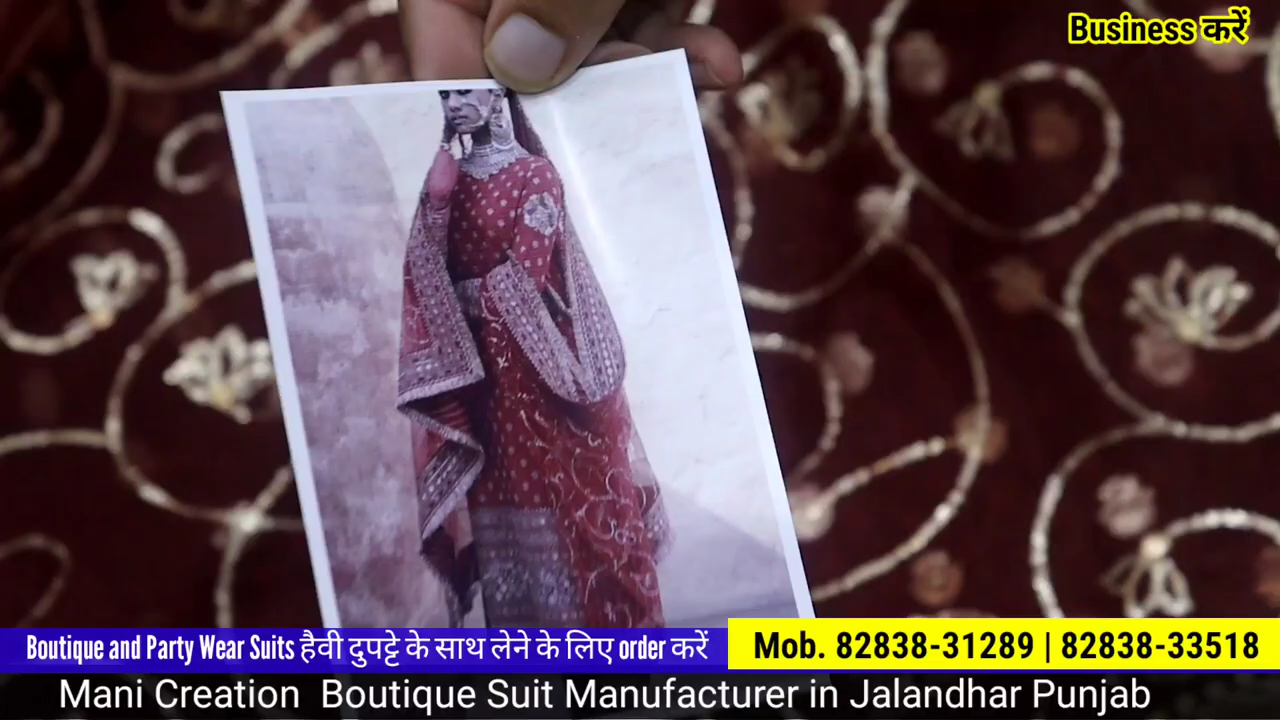 Business करें
Boutique and Party Wear Suits हैवी दुपट्टे के साथ लेने के लिए order करें
Mob. 82838-31289 | 82838-33518
Mani Creation Boutique Suit Manufacturer in Jalandhar Punjab